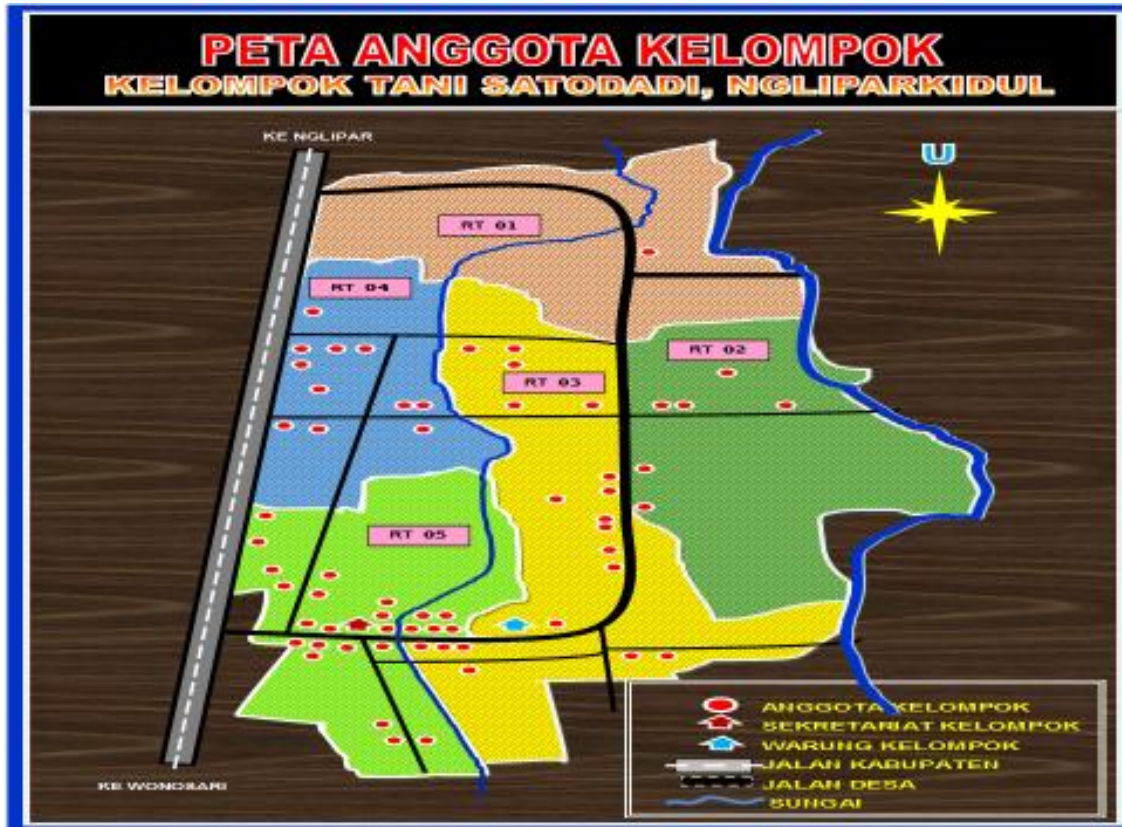 PETA ANGGOTA KELOMPOK
KELOMPOK TANI SATODADI, NGLIPARKIDUL
KE NGLIPAR
U
RT 01
RT 04
RT 02
RT 03
RT 05
ANGGOTA KELOMPOK
SEKRETARIAT KELOMPOK
WARUNG KELOMPOK
JALAN KABUPATEN
JALAN DESA
SUNGAI
KE WONOSARI